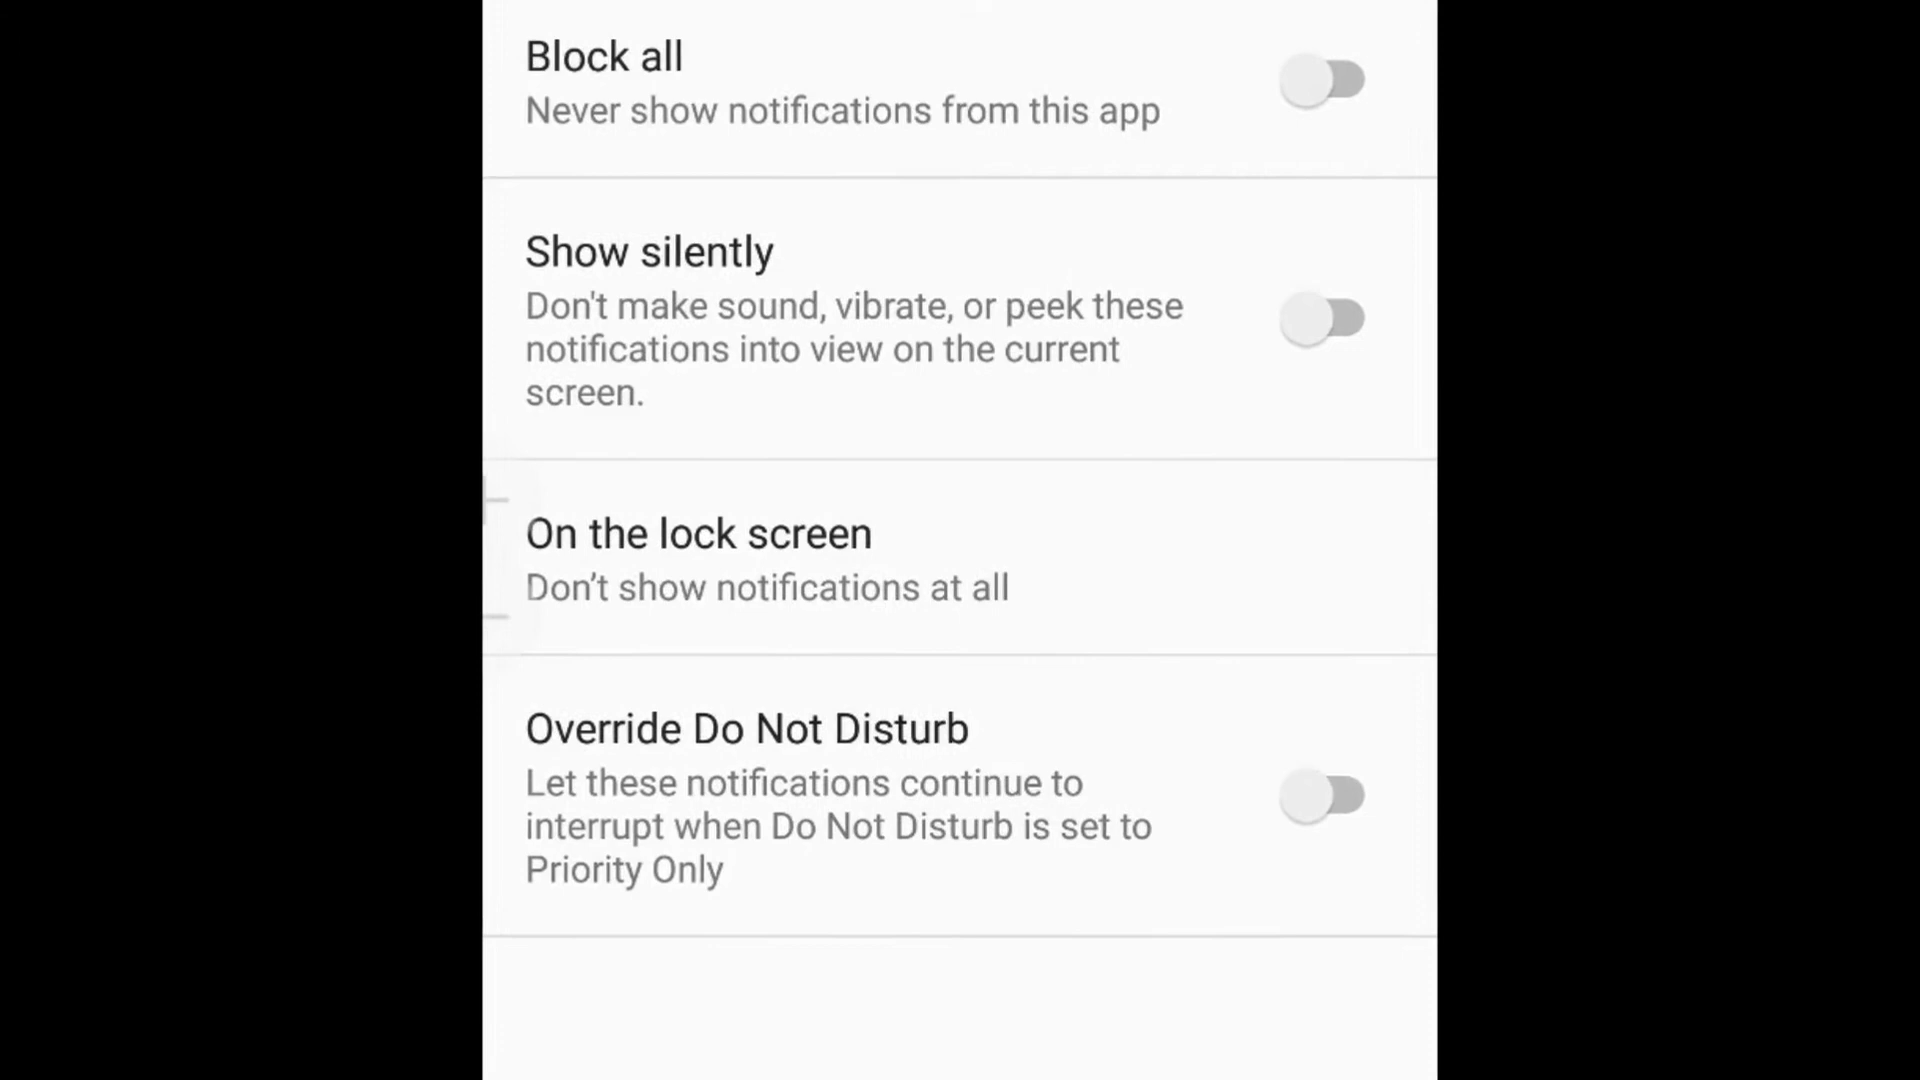 Block all
Never show notifications from this app
Show silently
Don't make sound, vibrate, or peek these
notifications into view on the current
screen.
On the lock screen
Don’t show notifications at all
Override Do Not Disturb
Let these notifications continue to
interrupt when Do Not Disturb is set to
Priority Only